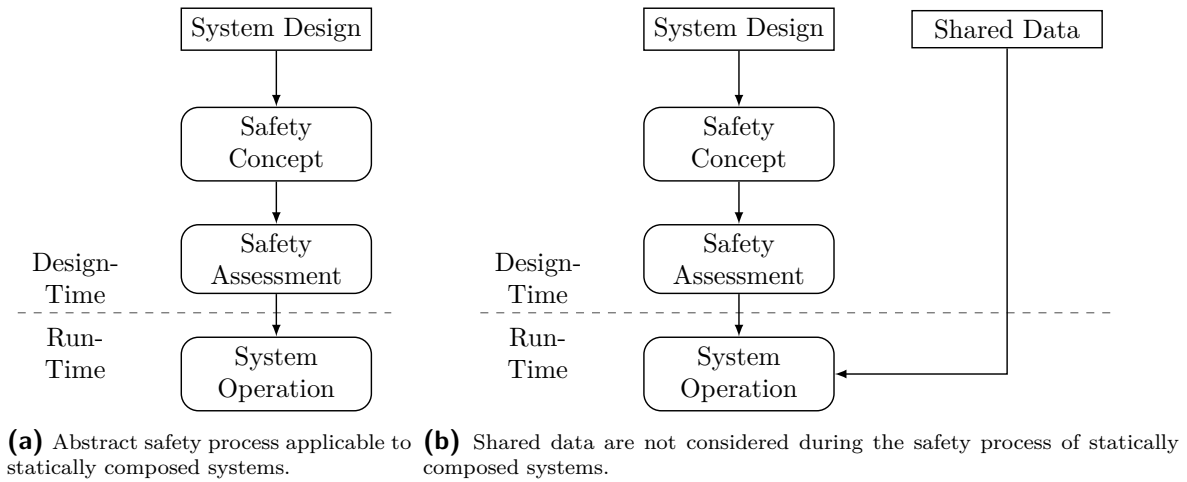 System Design
Safety
Concept
Safety
Assessment
Design-
Time
Run-
Time
System
Operation
(a) Abstract safety process applicable to
statically composed systems.
System Design
Shared Data
Safety
Concept
Safety
Assessment
Design-
Time
Run-
Time
System
Operation
(b) Shared data are not considered during the safety process of statically
composed systems.